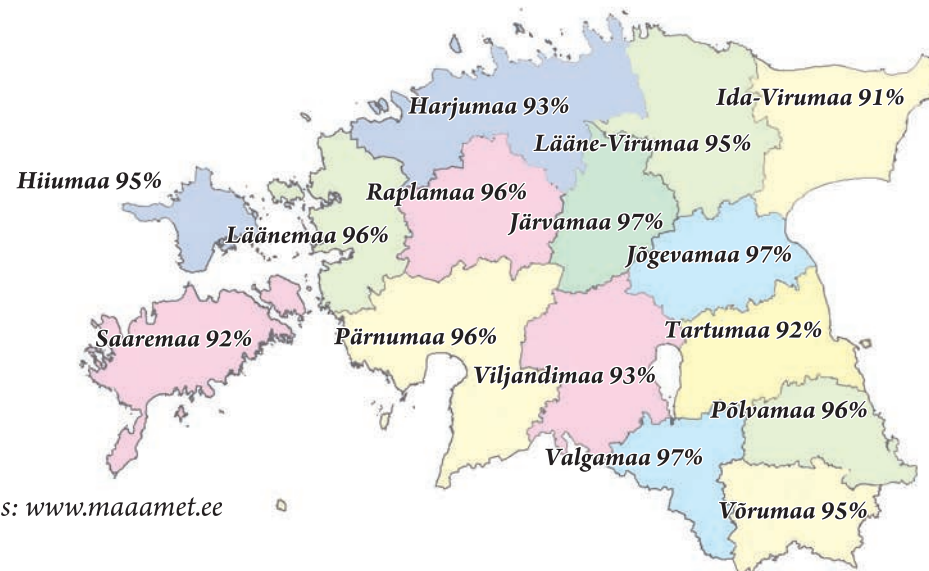 Harjumaa 93%
Ida-Virumaa 91%
Lääne-Virumaa 95%
Hiiumaa 95%
Raplamaa 96%
Järvamaa 97%
Läänemaa 96%
Jõgevamaa 97%
Saaremaa 92%
Pärnumaa 96%
Tartumaa 92%
Viljandimaa 93%
Põlvamaa 96%
Valgamaa 97%
s: www.maaamet.ee
Võrumaa 95%